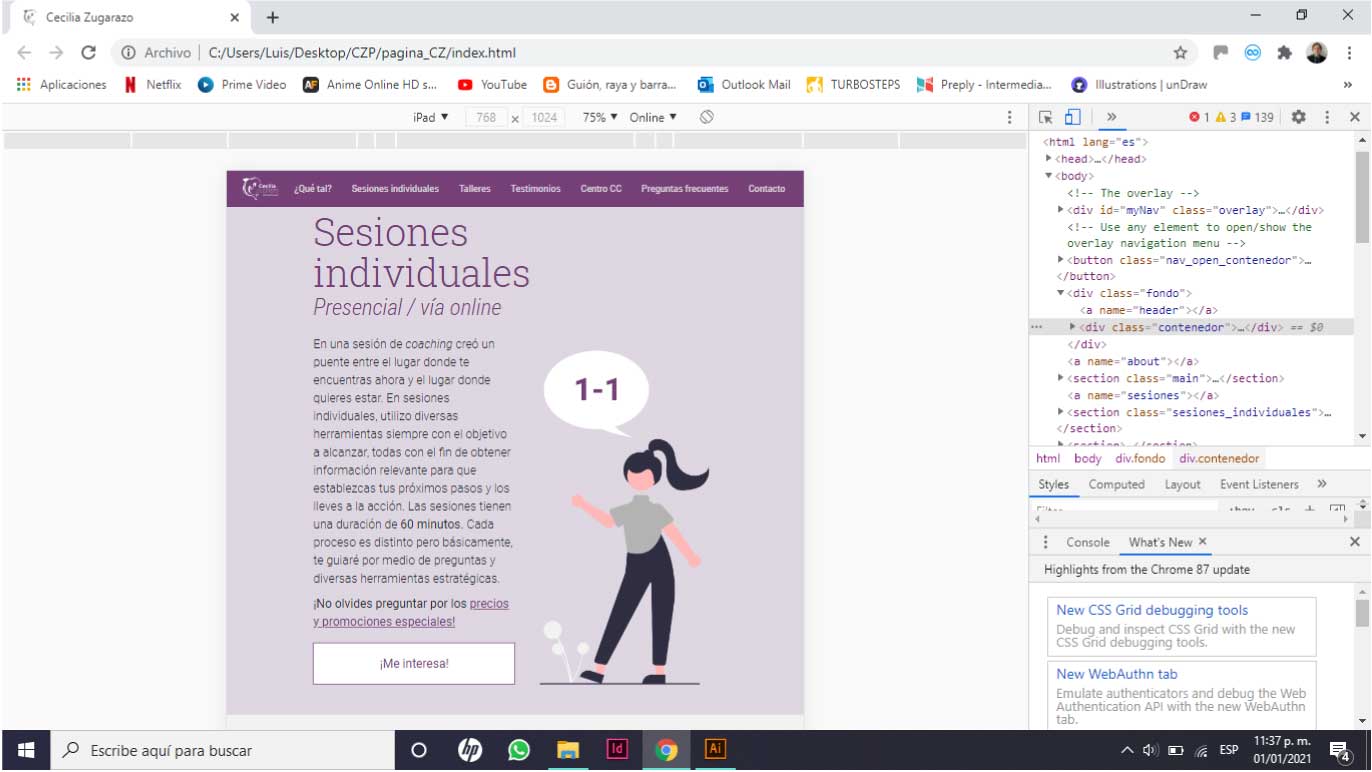 Cecilia Zugarazo
Archivo | C:/Users/Luis/Desktop/CZP/pagina_CZ/index.html
Aplicaciones Netflix Prime Video AF Anime Online HD s... YouTube Guión, raya y barra... Outlook Mail TURBOSTEPS Preply - Intermedia... Illustrations | unDraw »
iPad ▼ 768 x 1024 75% ▼ Online ▼
» 1 3 139
Cecilia ¿Qué tal? Sesiones individuales Talleres Testimonios Centro CC Preguntas frecuentes Contacto
Sesiones
individuales
Presencial / vía online
En una sesión de coaching creó un
puente entre el lugar donde te
encuentras ahora y el lugar donde
quieres estar. En sesiones
individuales, utilizo diversas
herramientas siempre con el objetivo
a alcanzar, todas con el fin de obtener
información relevante para que
establezcas tus próximos pasos y los
lleves a la acción. Las sesiones tienen
una duración de 60 minutos. Cada
proceso es distinto pero básicamente,
te guiaré por medio de preguntas y
diversas herramientas estratégicas.
¡No olvides preguntar por los precios
y promociones especiales!
¡Me interesa!
1-1
<html lang="es">
<head>…</head>
<body>
<!-- The overlay -->
<div id="myNav" class="overlay">…</div>
<!-- Use any element to open/show the
overlay navigation menu -->
<button class="nav_open_contenedor">…
</button>
<div class="fondo">
<a name="header"></a>
<div class="contenedor">…</div> == $0
</div>
<a name="about"></a>
<section class="main">…</section>
<a name="sesiones"></a>
<section class="sesiones_individuales">…
</section>
<section>…</section>
html body div.fondo div.contenedor
Styles Computed Layout Event Listeners »
Filter :hov .cls +
Console What's New ×
Highlights from the Chrome 87 update
New CSS Grid debugging tools
Debug and inspect CSS Grid with the new
CSS Grid debugging tools.
New WebAuthn tab
Emulate authenticators and debug the Web
Authentication API with the new WebAuthn
tab.
Escribe aquí para buscar
hp Id Ai
ESP
11:37 p. m.
01/01/2021
4